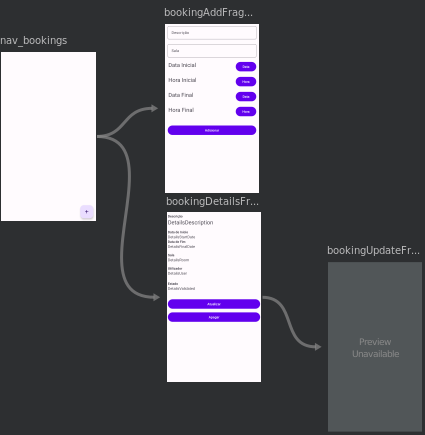 nav_bookings
+
bookingAddFrag...
Descrição
Sala
Data Inicial
Data
Hora Inicial
Hora
Data Final
Data
Hora Final
Hora
Adicionar
bookingDetailsFr...
Descrição
DetailsDescription
Data de Início
DetailsStartDate
Data de Fim
DetailsFinalDate
Sala
DetailsRoom
Utilizador
DetailsUser
Estado
DetailsValidated
Atualizar
Apagar
bookingUpdateFr...
Preview
Unavailable